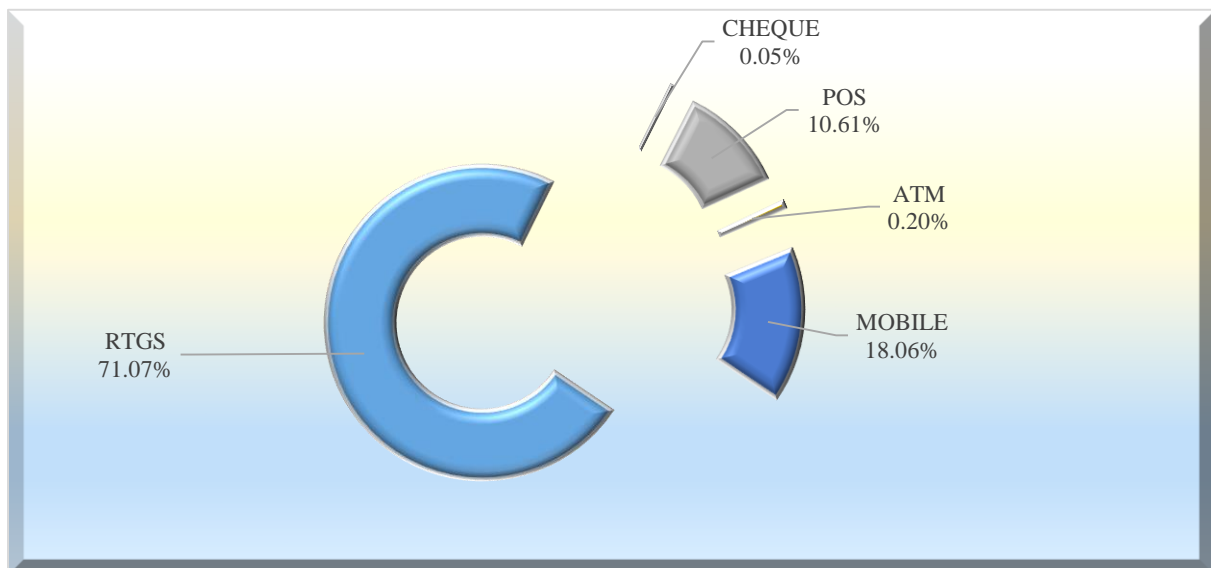 CHEQUE
0.05%
POS
10.61%
ATM
0.20%
MOBILE
18.06%
RTGS
71.07%